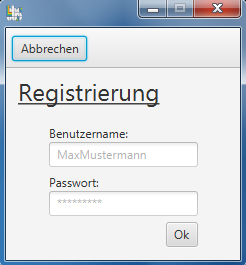 Abbrechen
Registrierung
Benutzername:
MaxMustermann
Passwort:
*********
Ok